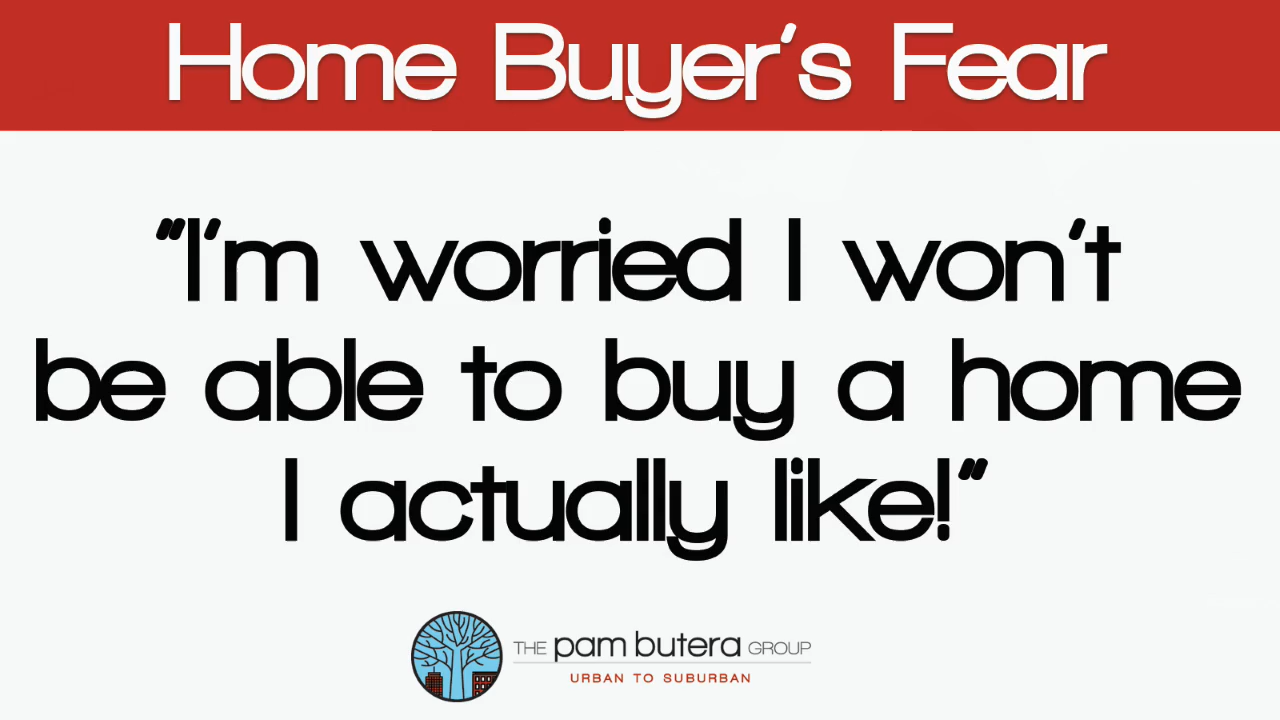 Home Buyer's Fear
"I'm worried I won't
be able to buy a home
I actually like!"
THE pam butera GROUP
URBAN TO SUBURBAN